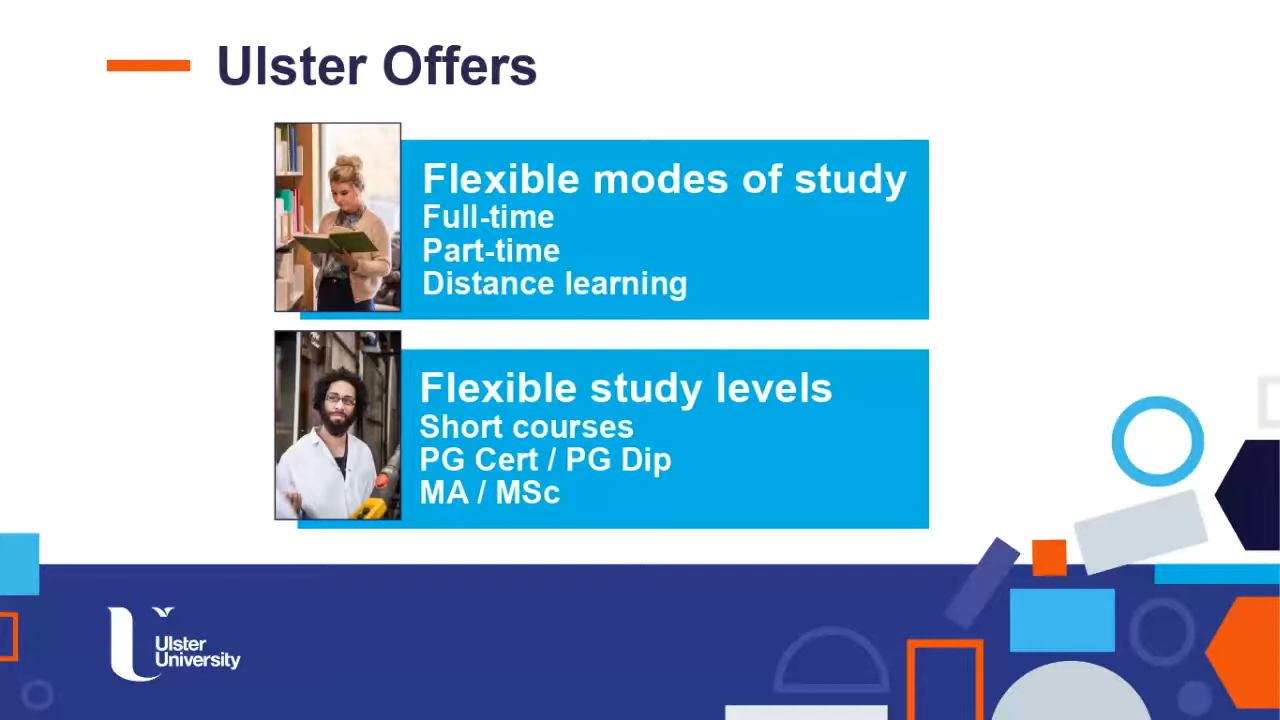 Ulster Offers
Flexible modes of study
Full-time
Part-time
Distance learning
Flexible study levels
Short courses
PG Cert / PG Dip
MA / MSc
Ulster
University